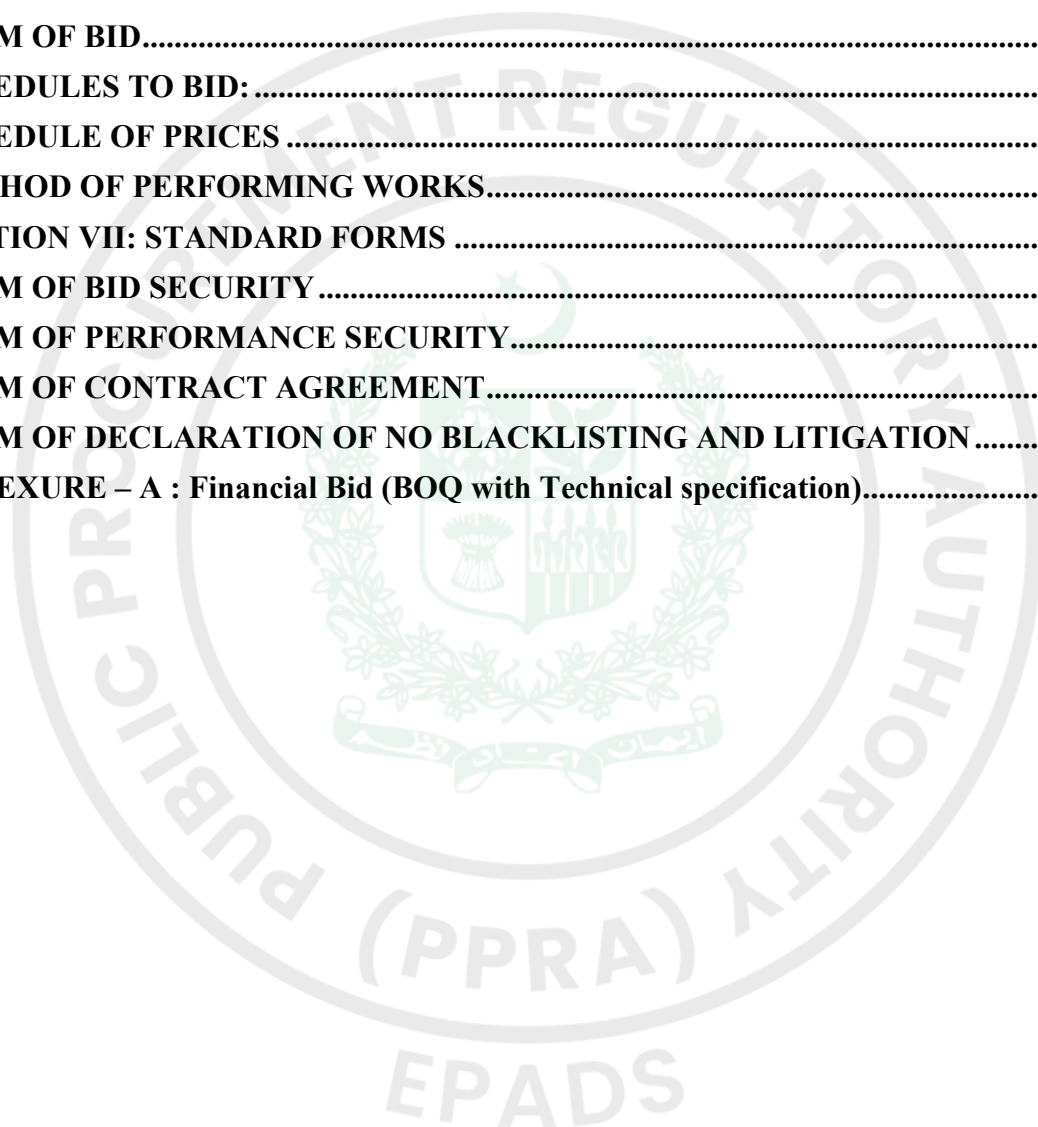 M OF BID................................................................................................
EDULES TO BID: ................................................................................
EDULE OF PRICES ............................................................................
HOD OF PERFORMING WORKS........................................................
TION VII: STANDARD FORMS ............................................................
M OF BID SECURITY...........................................................................
M OF PERFORMANCE SECURITY.....................................................
M OF CONTRACT AGREEMENT.........................................................
M OF DECLARATION OF NO BLACKLISTING AND LITIGATION.........
EXURE – A : Financial Bid (BOQ with Technical specification).......................
PUBLIC PROCUREMENT REGULATORY AUTHORITY
(PPRA)
EPADS